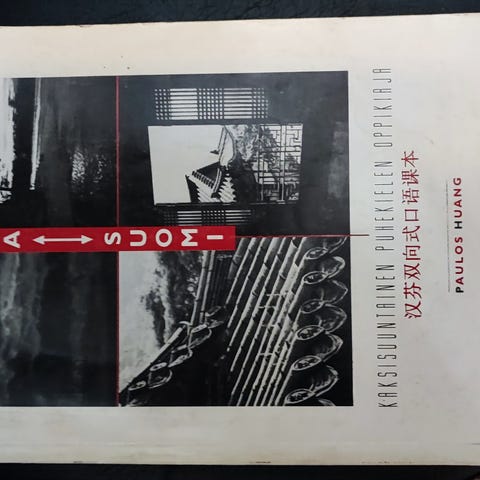 A ↔ SUOMI
KAKSISUUNTAINEN PUHEKIELEN OPPIKIRJA
汉芬双向式口语课本
PAULOS HUANG